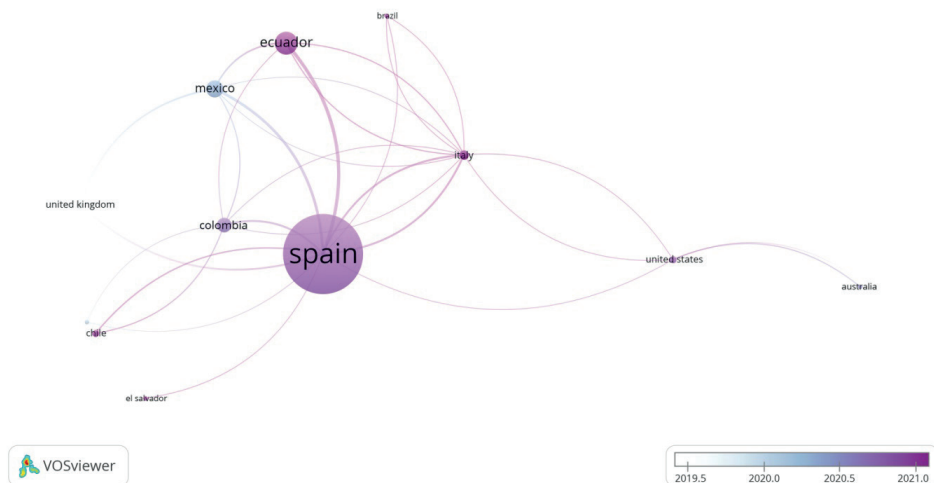 brazil
ecuador
mexico
italy
united kingdom
colombia
spain
united states
australia
chile
el salvador
VOSviewer
2019.5 2020.0 2020.5 2021.0